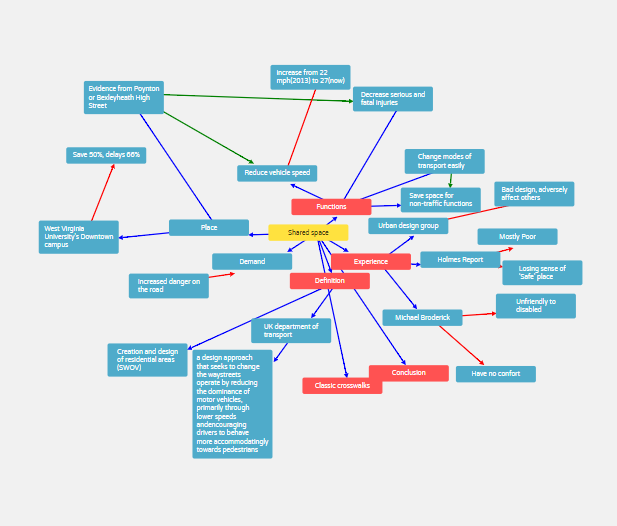 Increase from 22
mph(2013) to 27(now)
Evidence from Poynton
or Bexleyheath High
Street
Decrease serious and
fatal injuries
Save 50%, delays 66%
Change modes of
transport easily
Reduce vehicle speed
Bad design, adversely
affect others
Save space for
non-traffic functions
Functions
West Virginia
University's Downtown
campus
Place
Shared space
Urban design group
Mostly Poor
Demand
Experience
Holmes Report
Losing sense of
'Safe' place
Increased danger on
the road
Definition
Unfriendly to
disabled
UK department of
transport
Michael Broderick
Creation and design
of residential areas
(SWOV)
a design approach
that seeks to change
the waystreets
operate by reducing
the dominance of
motor vehicles,
primarily through
lower speeds
andencouraging
drivers to behave
more accommodatingly
towards pedestrians
Classic crosswalks
Conclusion
Have no confort